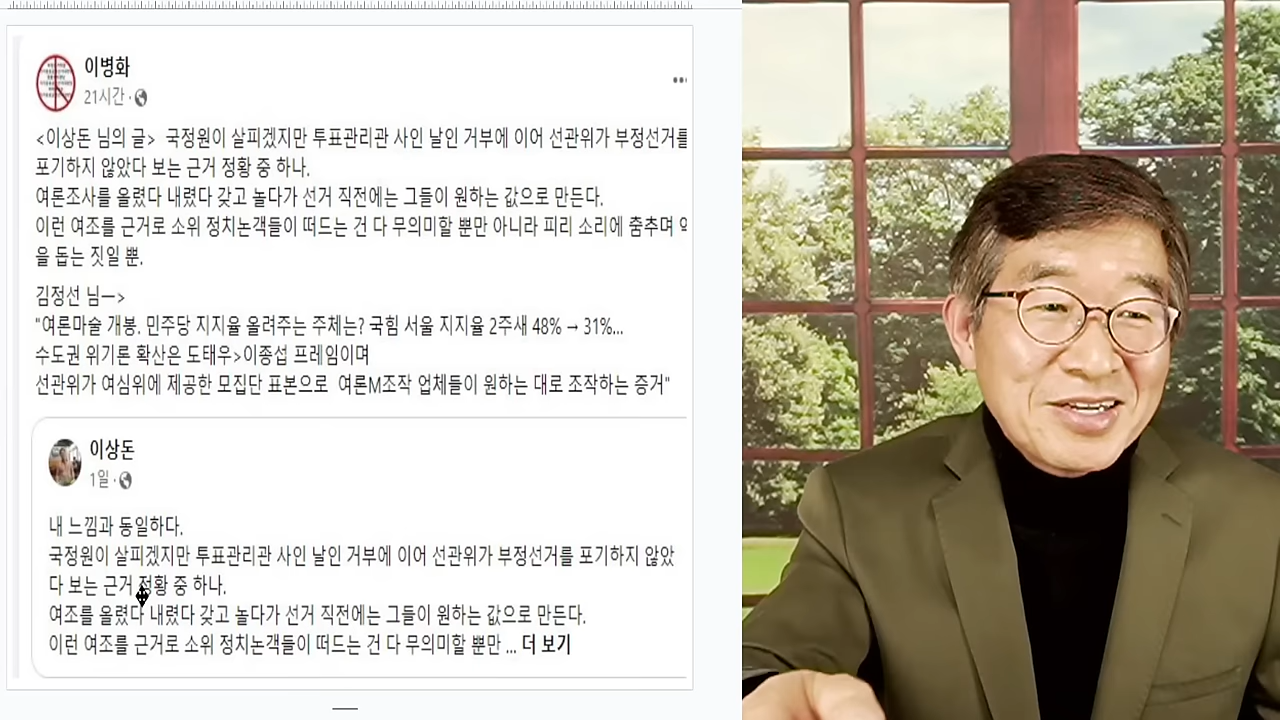 이병화
21시간 ·
<이상돈 님의 글> 국정원이 살피겠지만 투표관리관 사인 날인 거부에 이어 선관위가 부정선거를
포기하지 않았다 보는 근거 정황 중 하나.
여론조사를 올렸다 내렸다 갖고 놀다가 선거 직전에는 그들이 원하는 값으로 만든다.
이런 여조를 근거로 소위 정치논객들이 떠드는 건 다 무의미할 뿐만 아니라 피리 소리에 춤추며
을 돕는 짓일 뿐.
김정선 님ㅡ>
"여론마술 개봉. 민주당 지지율 올려주는 주체는? 국힘 서울 지지율 2주새 48% → 31%...
수도권 위기론 확산은 도태우>이종섭 프레임이며
선관위가 여심위에 제공한 모집단 표본으로 여론M조작 업체들이 원하는 대로 조작하는 증거"
이상돈
1일 ·
내 느낌과 동일하다.
국정원이 살피겠지만 투표관리관 사인 날인 거부에 이어 선관위가 부정선거를 포기하지 않았
다 보는 근거 정황 중 하나.
여조를 올렸다 내렸다 갖고 놀다가 선거 직전에는 그들이 원하는 값으로 만든다.
이런 여조를 근거로 소위 정치논객들이 떠드는 건 다 무의미할 뿐만 ... 더 보기